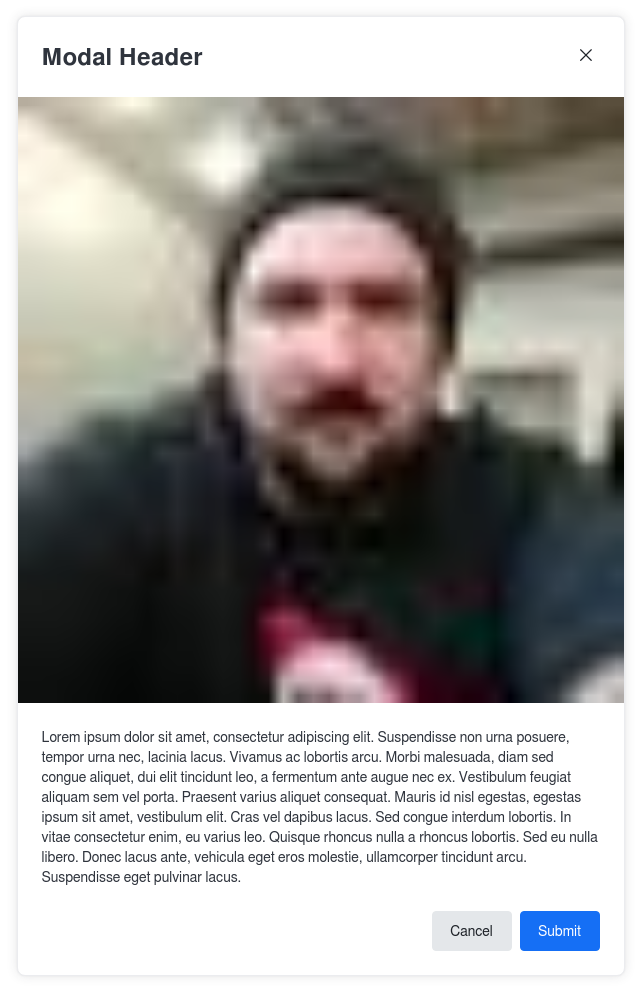 Modal Header
Lorem ipsum dolor sit amet, consectetur adipiscing elit. Suspendisse non urna posuere,
tempor urna nec, lacinia lacus. Vivamus ac lobortis arcu. Morbi malesuada, diam sed
congue aliquet, dui elit tincidunt leo, a fermentum ante augue nec ex. Vestibulum feugiat
aliquam sem vel porta. Praesent varius aliquet consequat. Mauris id nisl egestas, egestas
ipsum sit amet, vestibulum elit. Cras vel dapibus lacus. Sed congue interdum lobortis. In
vitae consectetur enim, eu varius leo. Quisque rhoncus nulla a rhoncus lobortis. Sed eu nulla
libero. Donec lacus ante, vehicula eget eros molestie, ullamcorper tincidunt arcu.
Suspendisse eget pulvinar lacus.
Cancel
Submit